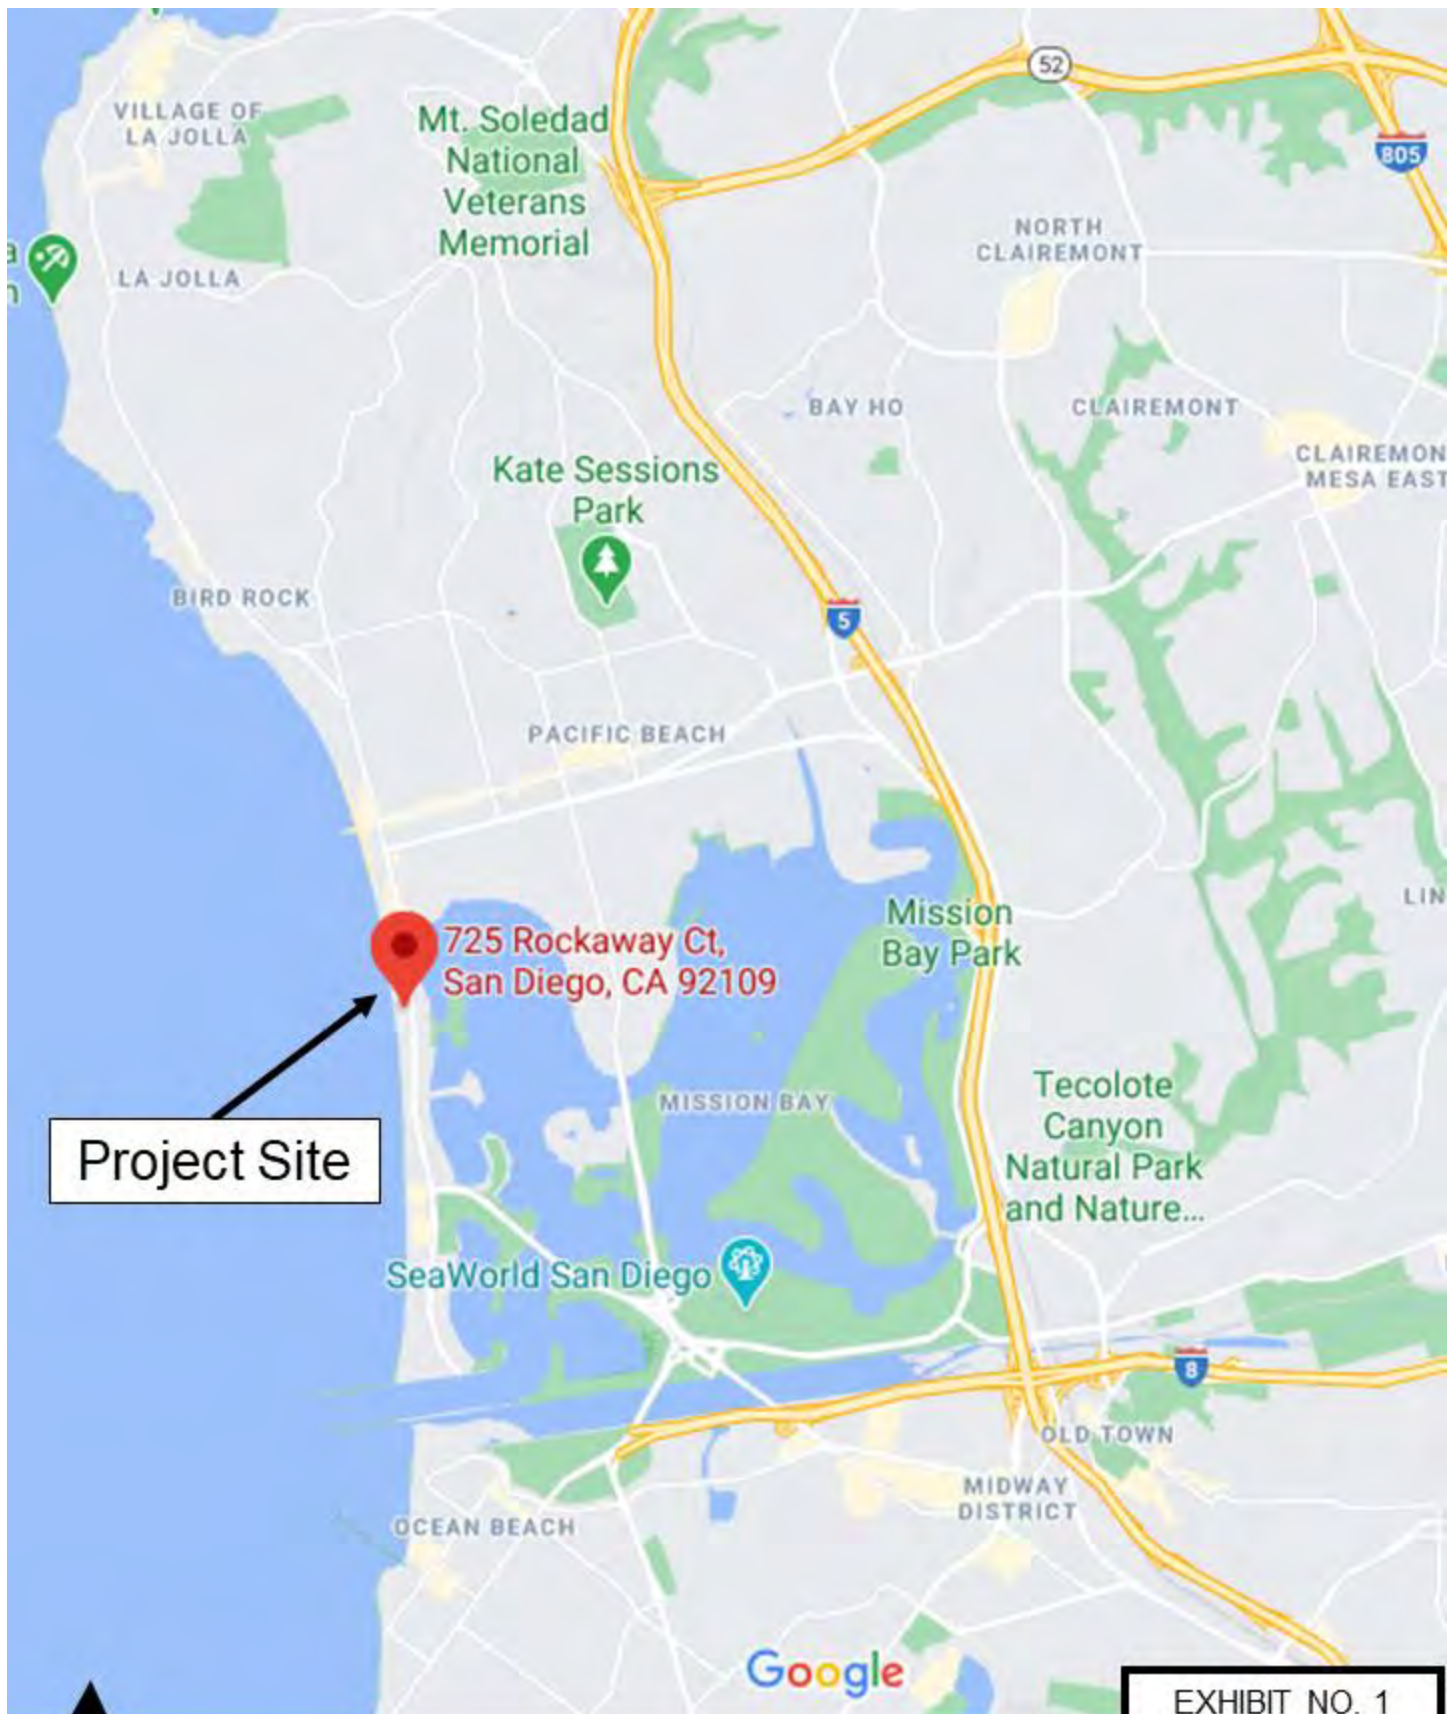 52
VILLAGE OF
LA JOLLA
Mt. Soledad
National
Veterans
Memorial
805
NORTH
CLAIREMONT
a
n
LA JOLLA
BAY HO
CLAIREMONT
CLAIREMON
MESA EAST
Kate Sessions
Park
BIRD ROCK
5
PACIFIC BEACH
LIN
Mission
Bay Park
725 Rockaway Ct,
San Diego, CA 92109
MISSION BAY
Tecolote
Canyon
Natural Park
and Nature...
Project Site
SeaWorld San Diego
8
OLD TOWN
MIDWAY
DISTRICT
OCEAN BEACH
Google
EXHIBIT NO. 1